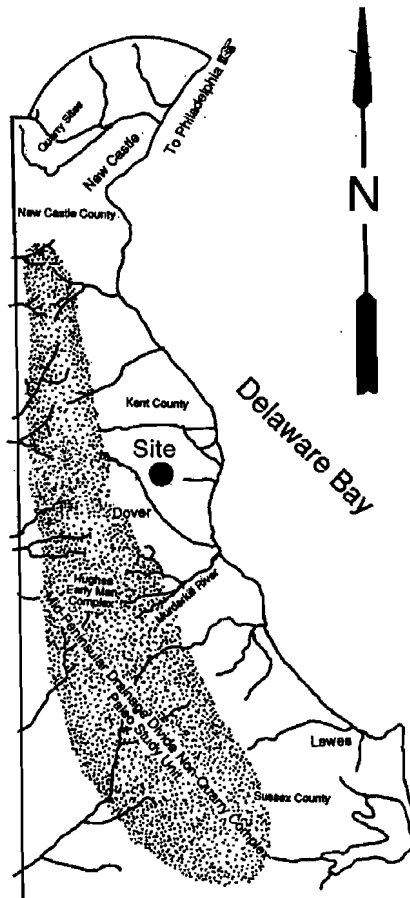 To Philadelphia
Quarry Sites
New Castle
N
New Castle County
Delaware Bay
Kent County
Site
Dover
Hughes
Early Man
Complex
Murderkill River
Mid Peninsular Drainage Divide Non-Quarry Complex
Paleo Study Unit
Lewes
Sussex County